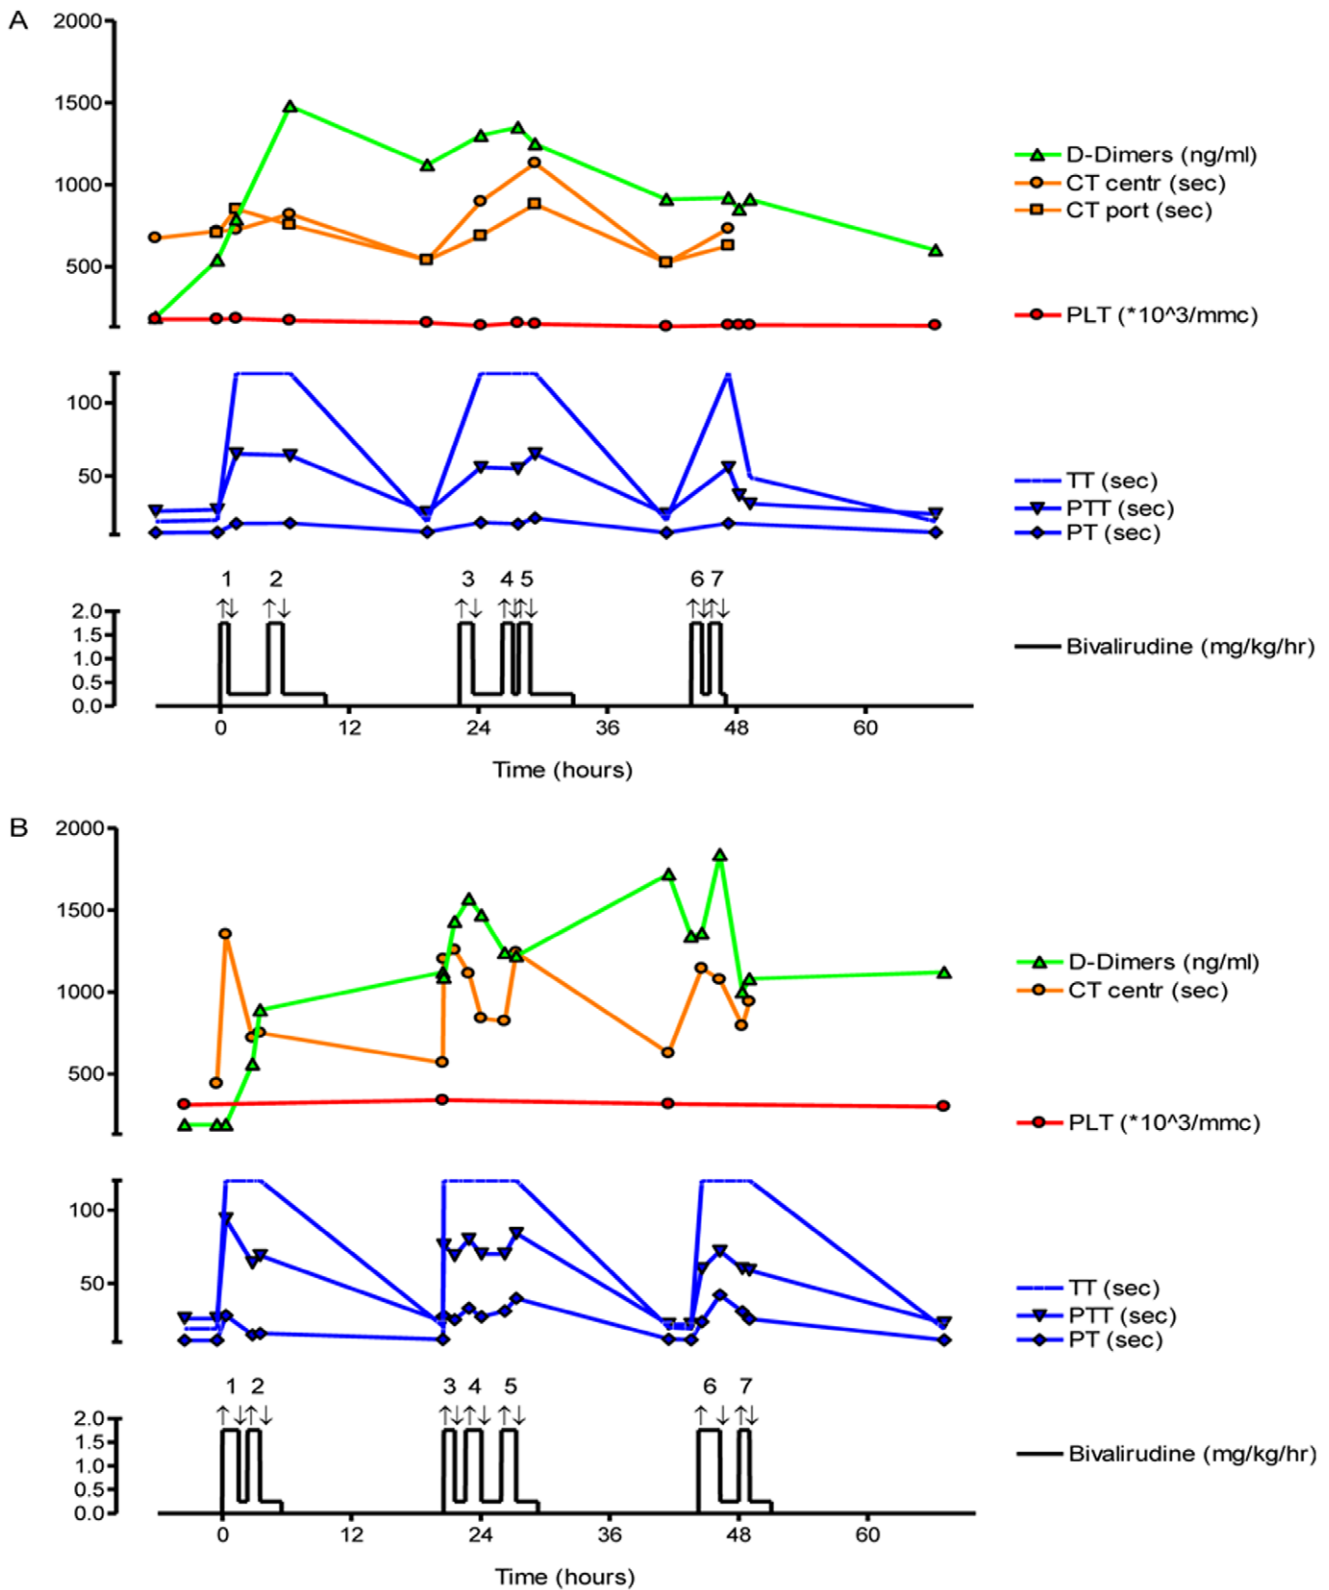 A
2000
1500
1000
500
D-Dimers (ng/ml)
CT centr (sec)
CT port (sec)
PLT (*10^3/mmc)
100
50
TT (sec)
PTT (sec)
PT (sec)
1 2 3 4 5 6 7
↑↓ ↑↓ ↑↓ ↑↓ ↑↓ ↑↓ ↑↓
2.0
1.5
1.0
0.5
0.0
Bivalirudine (mg/kg/hr)
0 12 24 36 48 60
Time (hours)
B
2000
1500
1000
500
D-Dimers (ng/ml)
CT centr (sec)
PLT (*10^3/mmc)
100
50
TT (sec)
PTT (sec)
PT (sec)
1 2 3 4 5 6 7
↑↓ ↑↓ ↑↓ ↑↓ ↑↓ ↑↓ ↑↓
2.0
1.5
1.0
0.5
0.0
Bivalirudine (mg/kg/hr)
0 12 24 36 48 60
Time (hours)